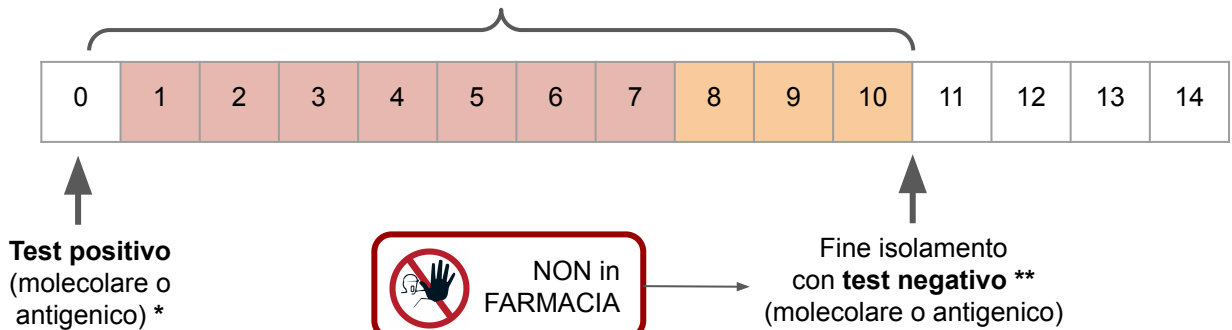 0 1 2 3 4 5 6 7 8 9 10 11 12 13 14
Test positivo
(molecolare o
antigenico) *
NON in
FARMACIA
Fine isolamento
con test negativo **
(molecolare o antigenico)